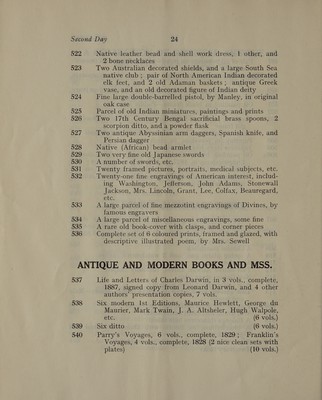 Second Day 24
522 Native leather bead and shell work dress, 1 other, and
2 bone necklaces
523 Two Australian decorated shields, and a large South Sea
native club; pair of North American Indian decorated
elk feet, and 2 old Adaman baskets; antique Greek
vase, and an old decorated figure of Indian deity
524 Fine large double-barrelled pistol, by Manley, in original
oak case
525 Parcel of old Indian miniatures, paintings and prints
526 Two 17th Century Bengal sacrificial brass spoons, 2
scorpion ditto, and a powder flask
527 Two antique Abyssinian arm daggers, Spanish knife, and
Persian dagger
528 Native (African) bead armlet
529 Two very fine old Japanese swords
530 A number of swords, etc.
531 Twenty framed pictures, portraits, medical subjects, etc.
532 Twenty-one fine engravings of American interest, includ-
ing Washington, Jefferson, John Adams, Stonewall
Jackson, Mrs. Lincoln, Grant, Lee, Colfax, Beauregard,
etc.
533 A large parcel of fine mezzotint engravings of Divines, by
famous engravers
534 A large parcel of miscellaneous engravings, some fine
535 A rare old book-cover with clasps, and corner pieces
536 Complete set of 6 coloured prints, framed and glazed, with
descriptive illustrated poem, by Mrs. Sewell
ANTIQUE AND MODERN BOOKS AND MSS.
537 Life and Letters of Charles Darwin, in 3 vols., complete,
1887, signed copy from Leonard Darwin, and 4 other
authors' presentation copies, 7 vols.
538 Six modern 1st Editions, Maurice Hewlett, George du
Maurier, Mark Twain, J. A. Altsheler, Hugh Walpole,
etc. (6 vols.)
539 Six ditto (6 vols.)
540 Parry's Voyages, 6 vols., complete, 1829; Franklin's
Voyages, 4 vols., complete, 1828 (2 nice clean sets with
plates) (10 vols.)